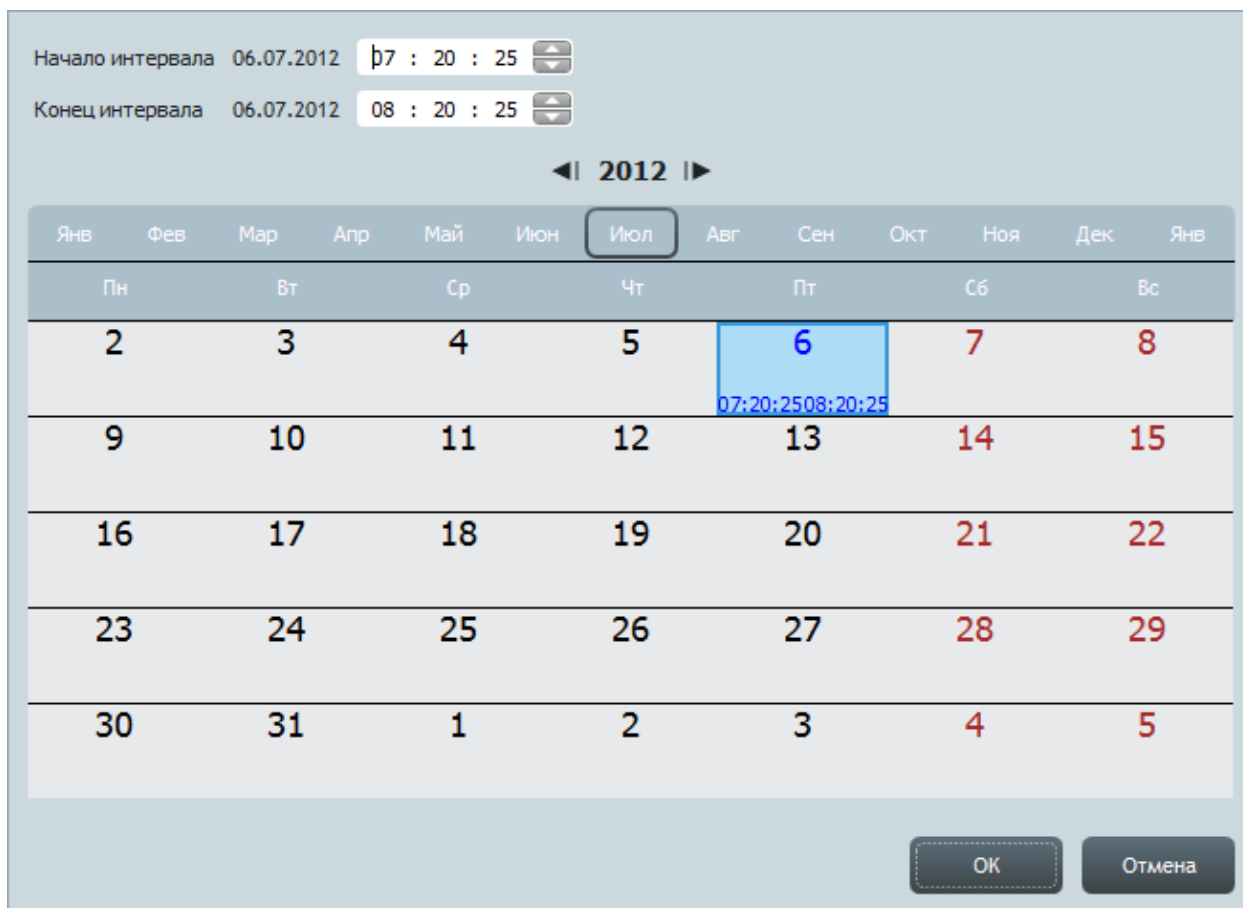 Начало интервала 06.07.2012 07 : 20 : 25
Конец интервала 06.07.2012 08 : 20 : 25
2012
Янв Фев Мар Апр Май Июн Июл Авг Сен Окт Ноя Дек Янв
Пн Вт Ср Чт Пт Сб Вс
2 3 4 5 6 7 8
07:20:2508:20:25
9 10 11 12 13 14 15
16 17 18 19 20 21 22
23 24 25 26 27 28 29
30 31 1 2 3 4 5
ОК Отмена